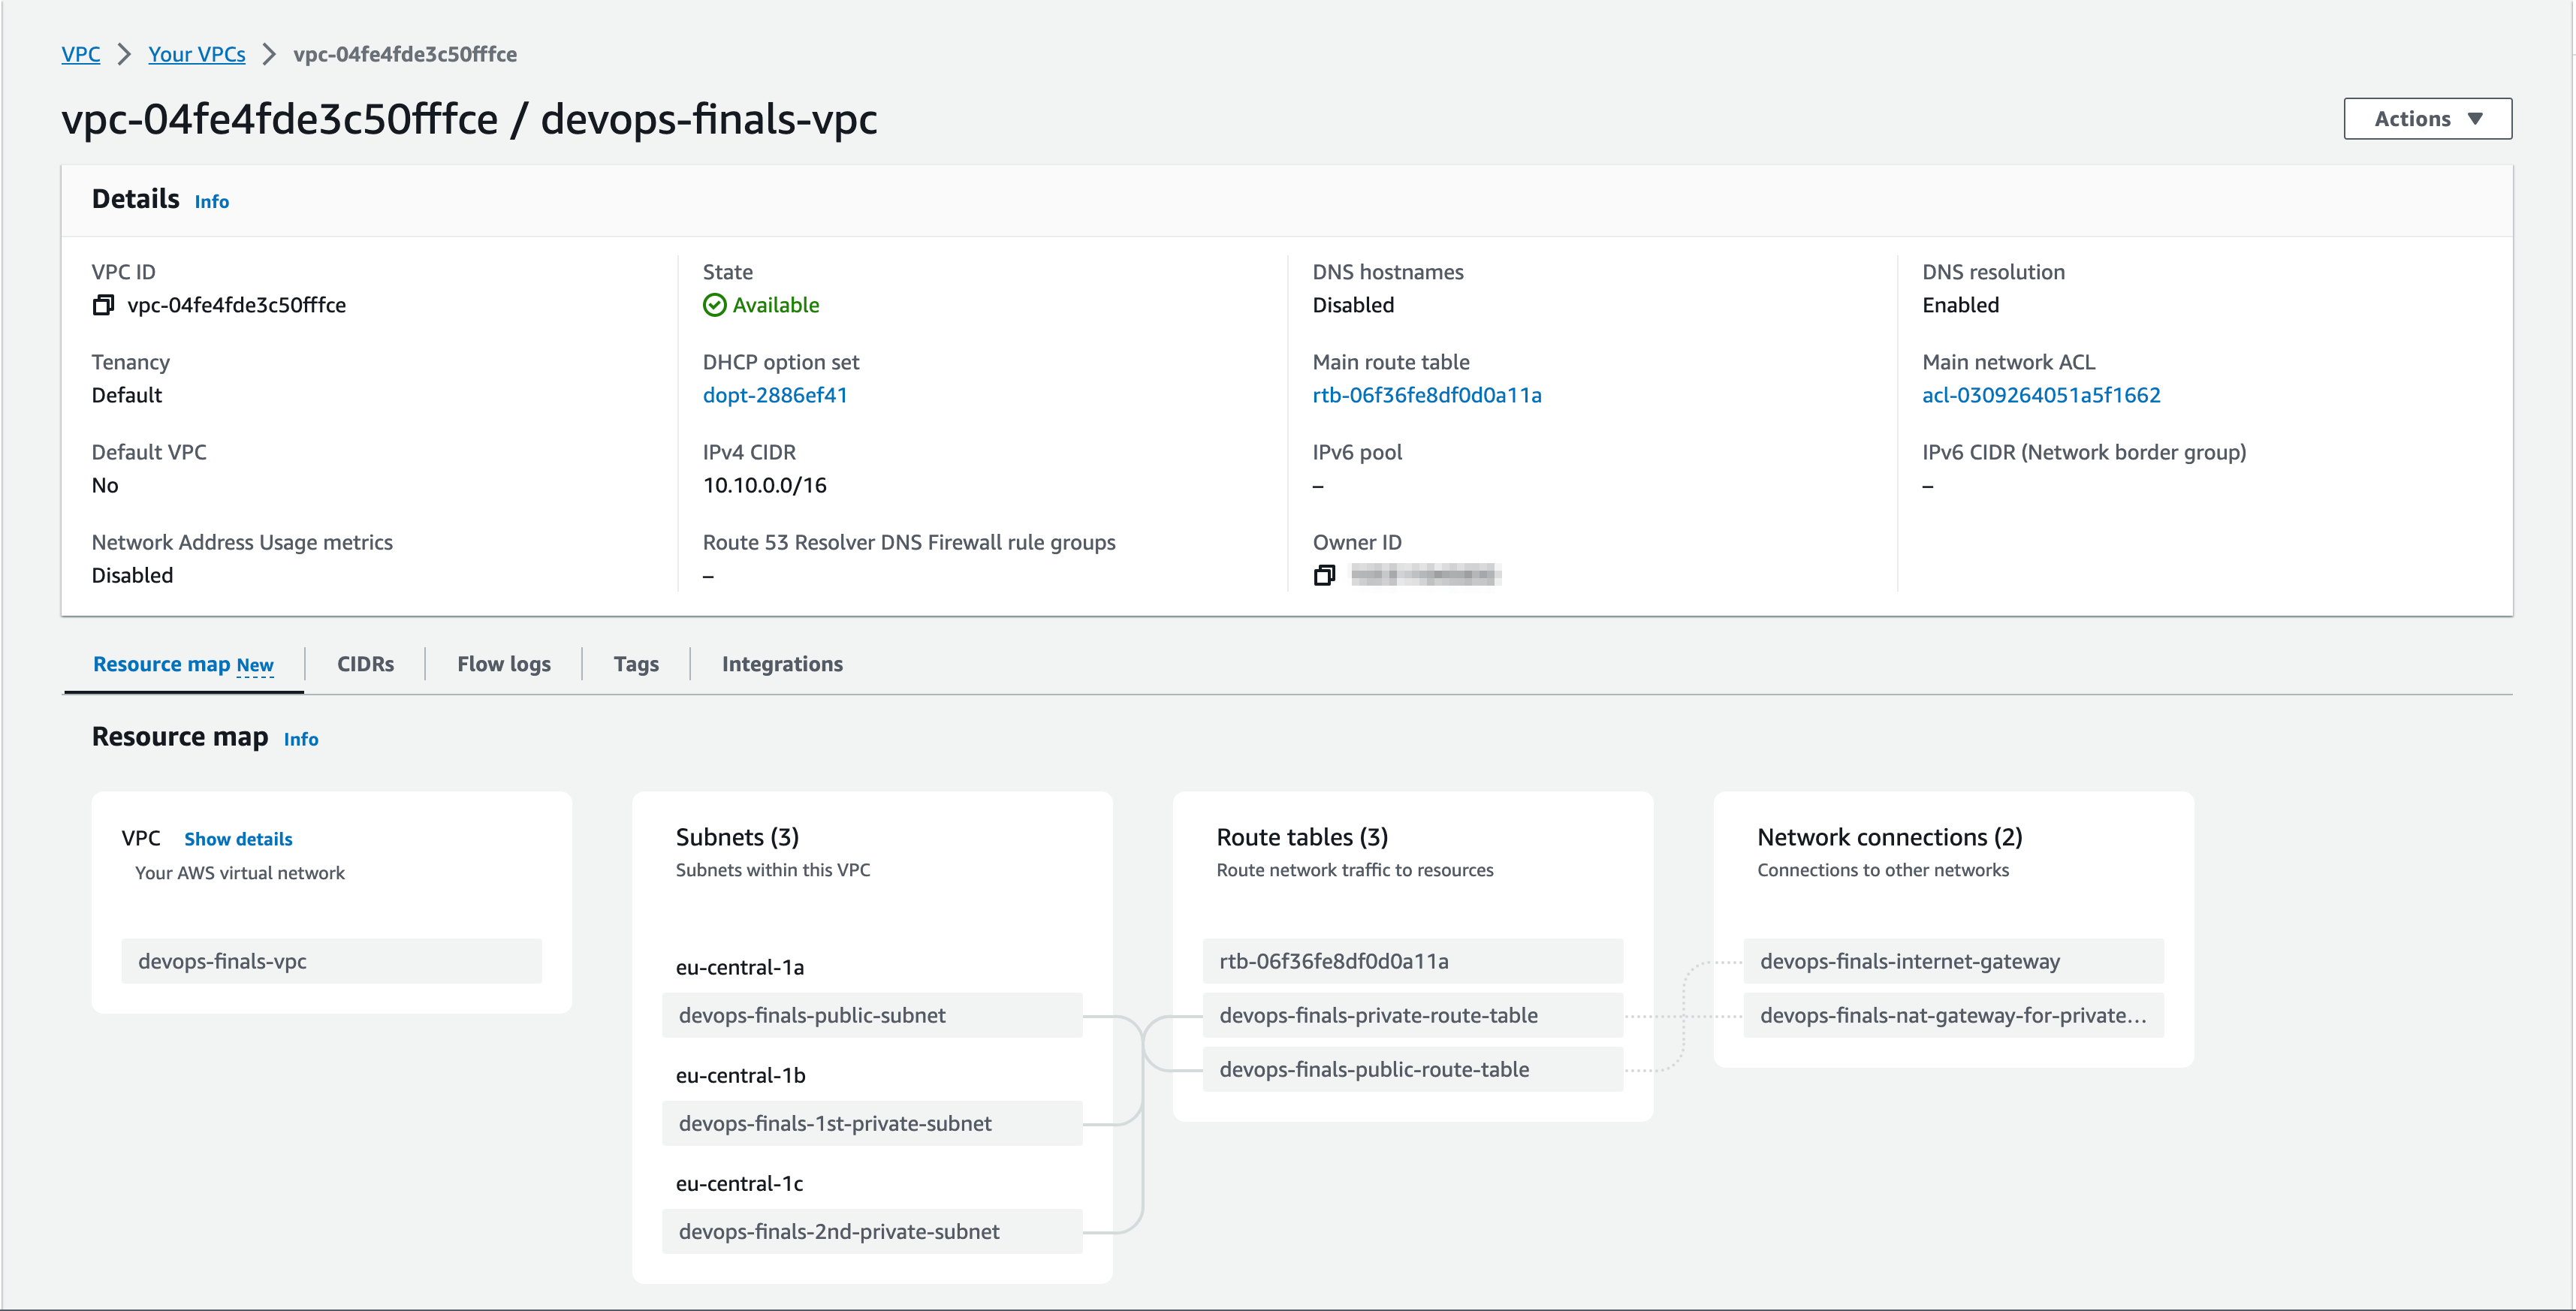 VPC > Your VPCs > vpc-04fe4fde3c50fffce
vpc-04fe4fde3c50fffce / devops-finals-vpc
Actions ▼
Details Info
VPC ID
vpc-04fe4fde3c50fffce
State
Available
DNS hostnames
Disabled
DNS resolution
Enabled
Tenancy
Default
DHCP option set
dopt-2886ef41
Main route table
rtb-06f36fe8df0d0a11a
Main network ACL
acl-0309264051a5f1662
Default VPC
No
IPv4 CIDR
10.10.0.0/16
IPv6 pool
–
IPv6 CIDR (Network border group)
–
Network Address Usage metrics
Disabled
Route 53 Resolver DNS Firewall rule groups
–
Owner ID
Resource map New
CIDRs
Flow logs
Tags
Integrations
Resource map Info
VPC Show details
Your AWS virtual network
devops-finals-vpc
Subnets (3)
Subnets within this VPC
eu-central-1a
devops-finals-public-subnet
eu-central-1b
devops-finals-1st-private-subnet
eu-central-1c
devops-finals-2nd-private-subnet
Route tables (3)
Route network traffic to resources
rtb-06f36fe8df0d0a11a
devops-finals-private-route-table
devops-finals-public-route-table
Network connections (2)
Connections to other networks
devops-finals-internet-gateway
devops-finals-nat-gateway-for-private...